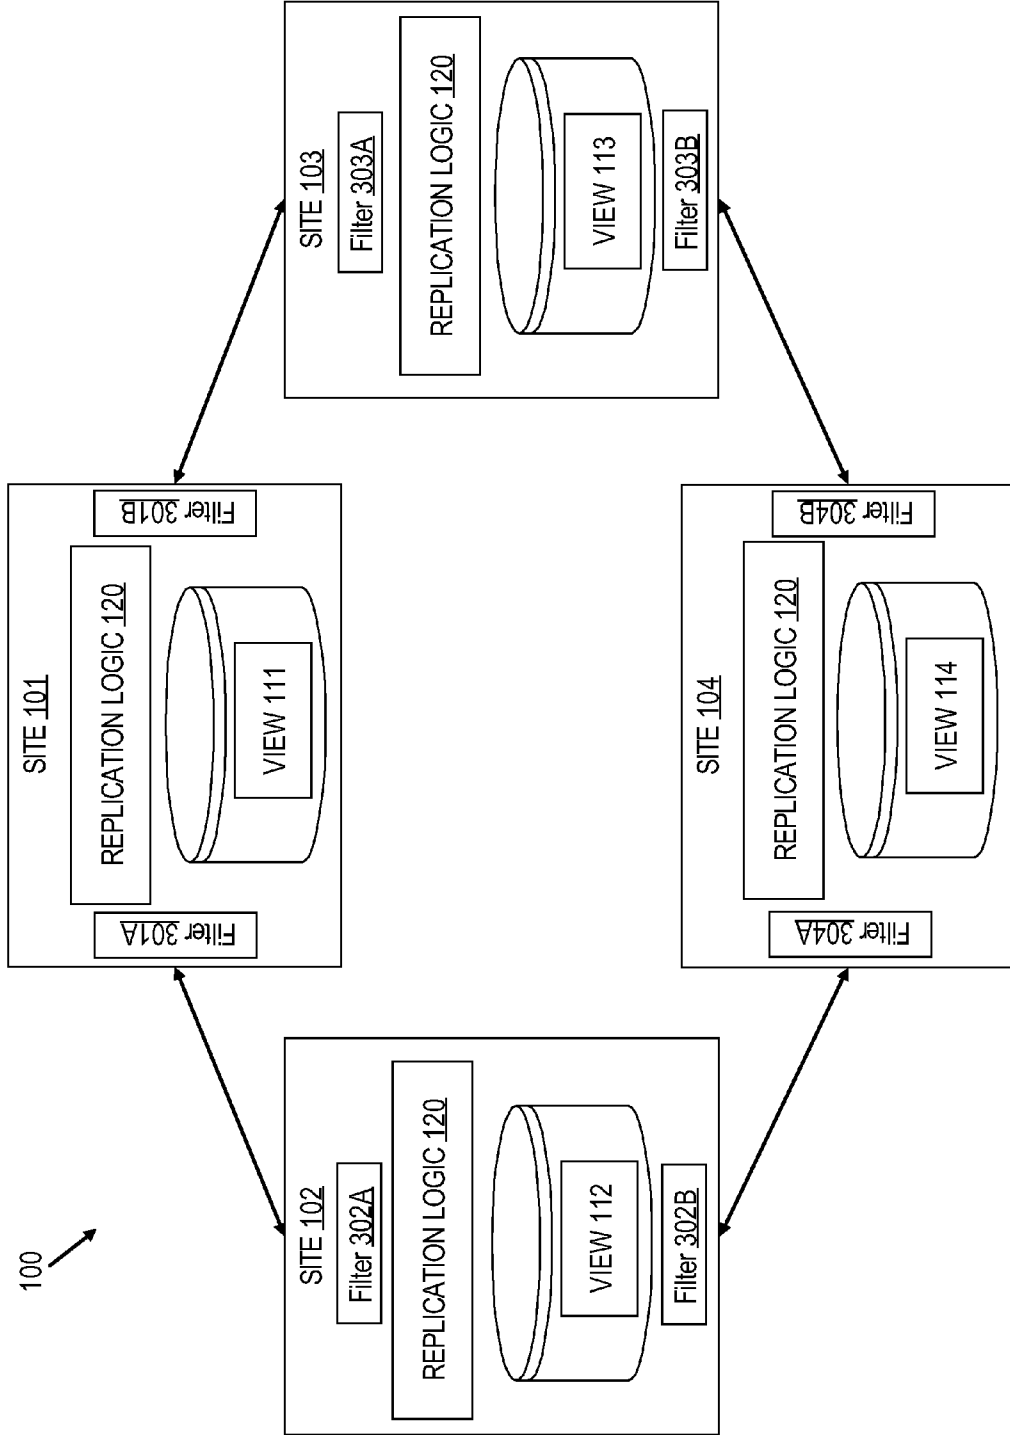 100
SITE 101
Filter 301A
REPLICATION LOGIC 120
Filter 301B
VIEW 111
SITE 102
Filter 302A
REPLICATION LOGIC 120
VIEW 112
Filter 302B
SITE 103
Filter 303A
REPLICATION LOGIC 120
VIEW 113
Filter 303B
SITE 104
Filter 304A
REPLICATION LOGIC 120
Filter 304B
VIEW 114